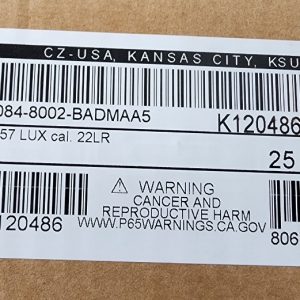 CZ-USA, KANSAS CITY, KSU
084-8002-BADMAA5
K120486
57 LUX cal. 22LR
25
WARNING!
CANCER AND
REPRODUCTIVE HARM
WWW.P65WARNINGS.CA.GOV
120486
806